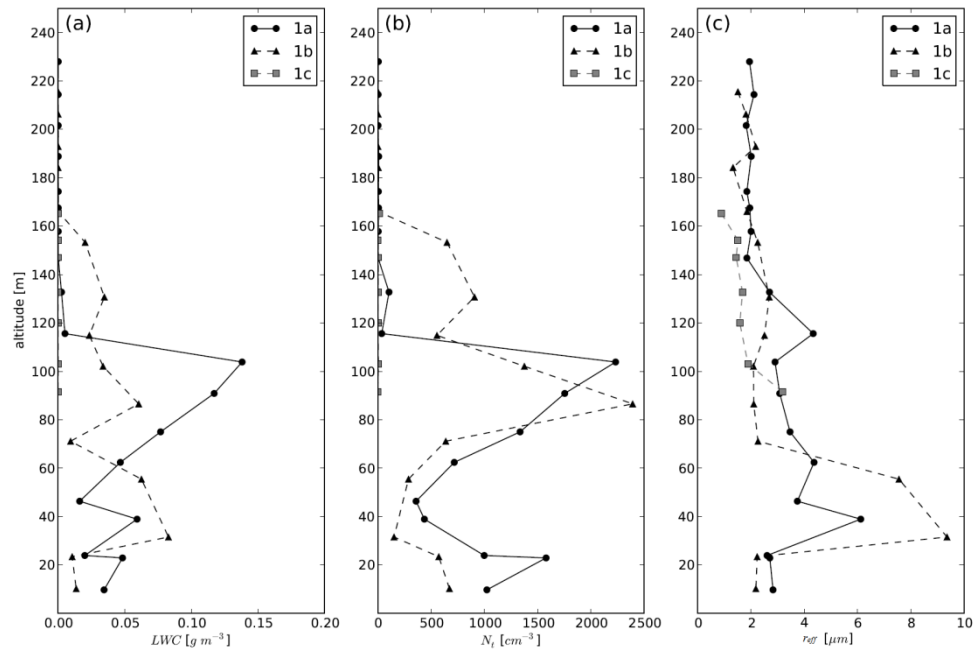 (a)
1a
1b
1c
240
220
200
180
160
140
120
100
80
60
40
20
altitude [m]
0.00 0.05 0.10 0.15 0.20
LWC [g m⁻³]
(b)
1a
1b
1c
240
220
200
180
160
140
120
100
80
60
40
20
0 500 1000 1500 2000 2500
Nₜ [cm⁻³]
(c)
1a
1b
1c
240
220
200
180
160
140
120
100
80
60
40
20
0 2 4 6 8 10
r_eff [μm]